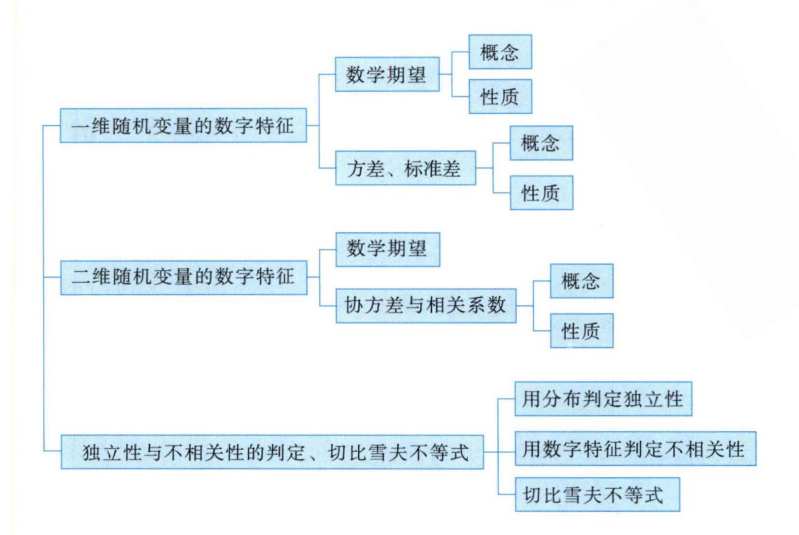 一维随机变量的数字特征
数学期望
概念
性质
方差、标准差
概念
性质
二维随机变量的数字特征
数学期望
协方差与相关系数
概念
性质
独立性与不相关性的判定、切比雪夫不等式
用分布判定独立性
用数字特征判定不相关性
切比雪夫不等式